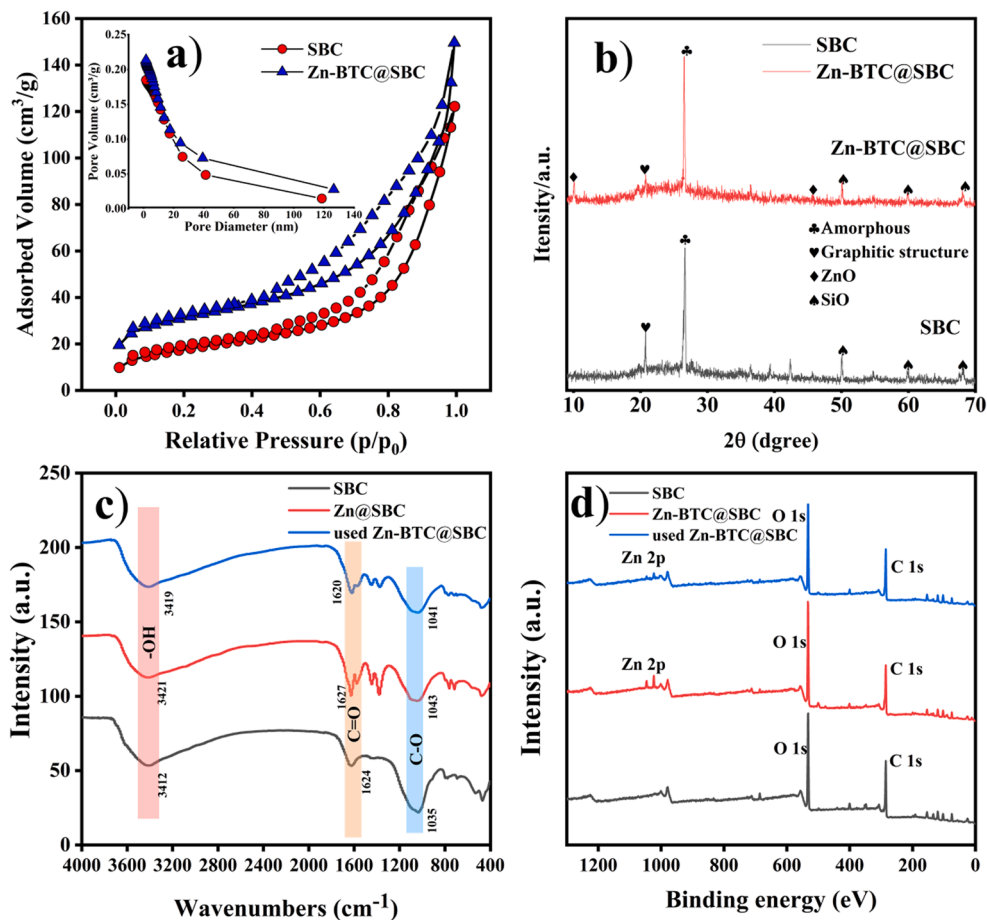 a)
SBC
Zn-BTC@SBC
160
140
120
100
80
60
40
20
0
Adsorbed Volume (cm³/g)
0.0 0.2 0.4 0.6 0.8 1.0
Relative Pressure (p/p₀)
0.25
0.20
0.15
0.10
0.05
0.00
Pore Volume (cm³/g)
0 20 40 60 80 100 120 140
Pore Diameter (nm)
b)
SBC
Zn-BTC@SBC
Zn-BTC@SBC
♣Amorphous
♥Graphitic structure
♦ZnO
♠SiO
SBC
Itensity/a.u.
10 20 30 40 50 60 70
2θ (dgree)
c)
SBC
Zn@SBC
used Zn-BTC@SBC
250
200
150
100
50
0
Intensity (a.u.)
-OH
C=O
C-O
3419
1620
1041
3421
1627
1043
3412
1624
1035
4000 3600 3200 2800 2400 2000 1600 1200 800 400
Wavenumbers (cm⁻¹)
d)
SBC
Zn-BTC@SBC
used Zn-BTC@SBC
O 1s
Zn 2p
C 1s
O 1s
Zn 2p
C 1s
O 1s
C 1s
Intensity (a.u.)
1200 1000 800 600 400 200 0
Binding energy (eV)